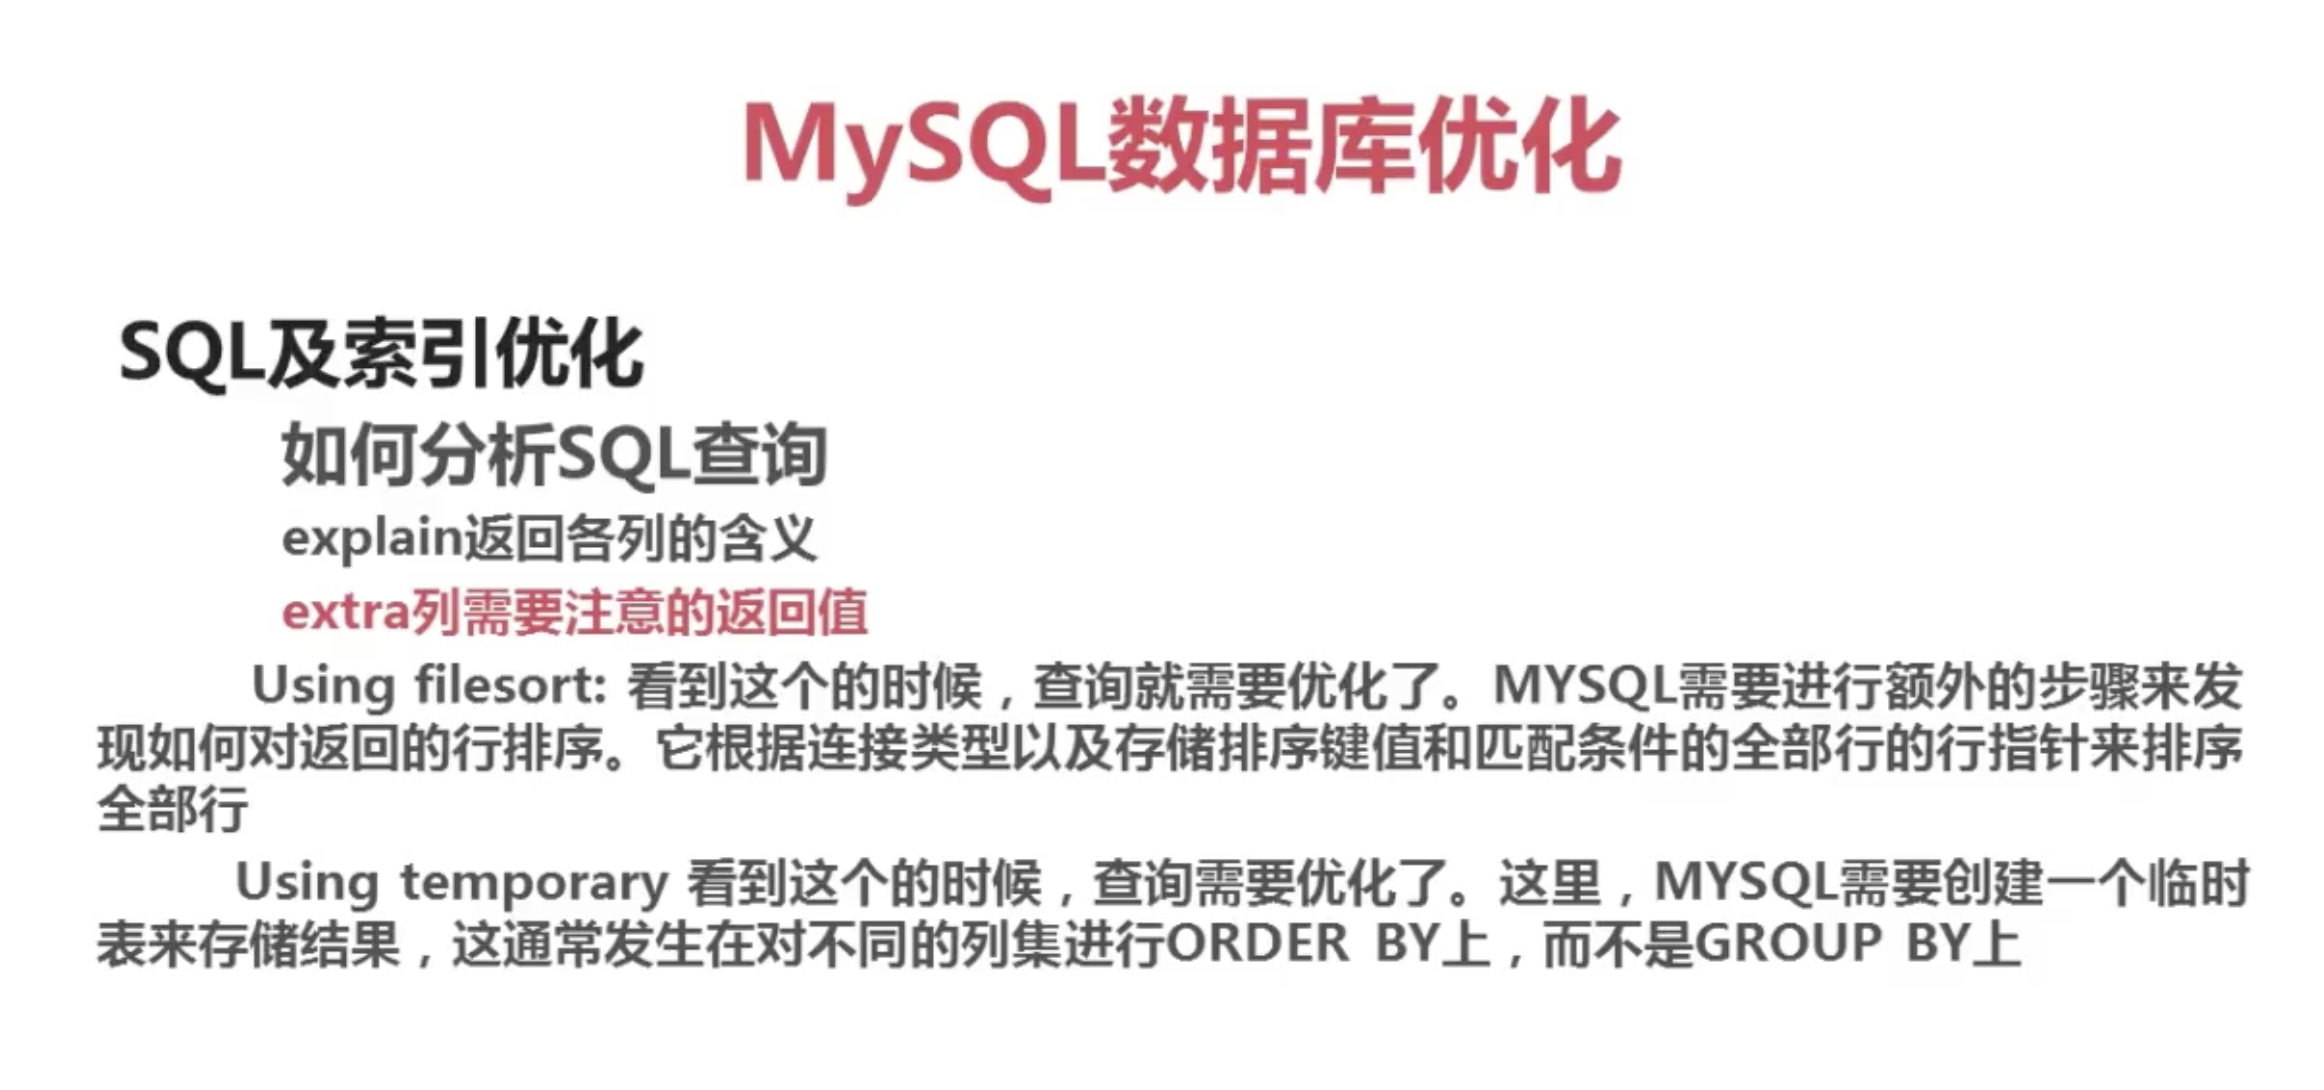 MySQL数据库优化
SQL及索引优化
如何分析SQL查询
explain返回各列的含义
extra列需要注意的返回值
Using filesort: 看到这个的时候，查询就需要优化了。MYSQL需要进行额外的步骤来发
现如何对返回的行排序。它根据连接类型以及存储排序键值和匹配条件的全部行的行指针来排序
全部行
Using temporary 看到这个的时候，查询需要优化了。这里，MYSQL需要创建一个临时
表来存储结果，这通常发生在对不同的列集进行ORDER BY上，而不是GROUP BY上